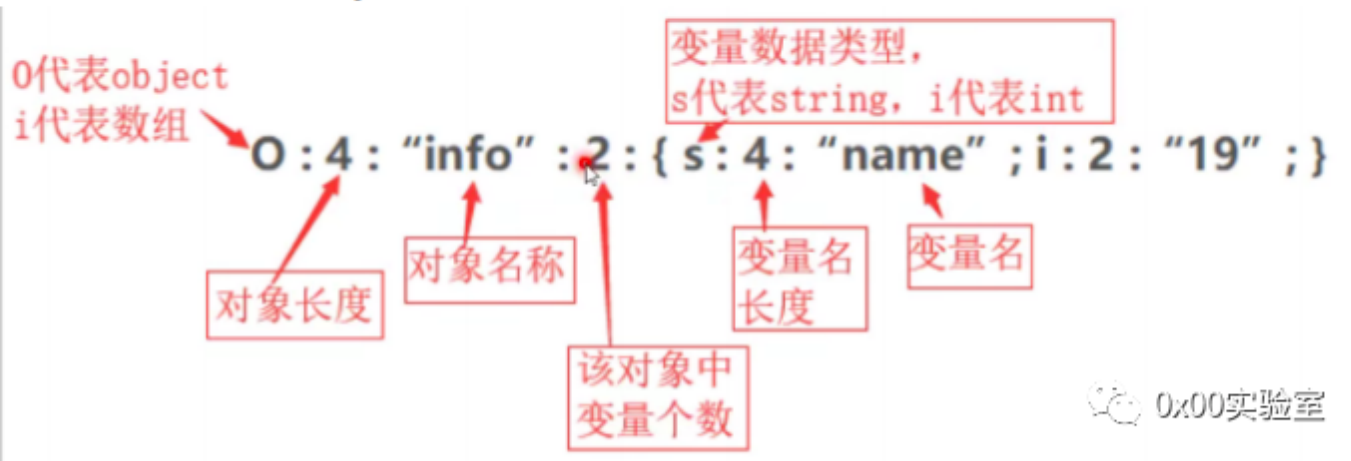 变量数据类型，
s代表string，i代表int
O代表object
i代表数组
O : 4 : “info” : 2 : { s : 4 : “name” ; i : 2 : “19” ; }
对象长度
对象名称
该对象中
变量个数
变量名
长度
变量名
0x00实验室